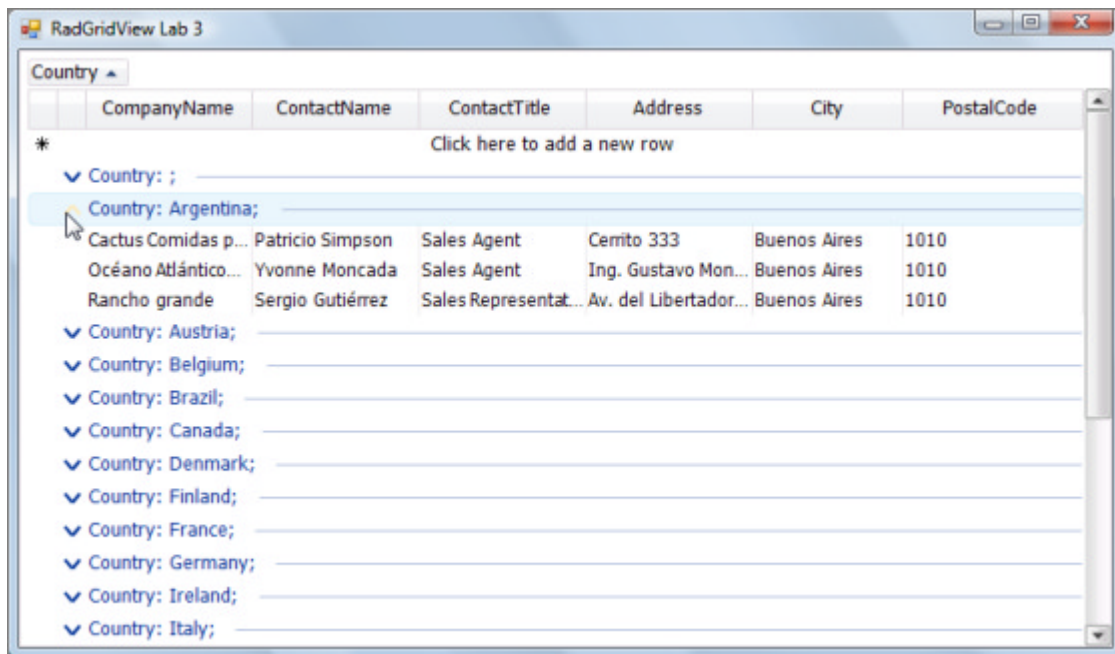 RadGridView Lab 3
Country
CompanyName ContactName ContactTitle Address City PostalCode
* Click here to add a new row
Country: ;
Country: Argentina;
Cactus Comidas p... Patricio Simpson Sales Agent Cerrito 333 Buenos Aires 1010
Océano Atlántico... Yvonne Moncada Sales Agent Ing. Gustavo Mon... Buenos Aires 1010
Rancho grande Sergio Gutiérrez Sales Representat... Av. del Libertador... Buenos Aires 1010
Country: Austria;
Country: Belgium;
Country: Brazil;
Country: Canada;
Country: Denmark;
Country: Finland;
Country: France;
Country: Germany;
Country: Ireland;
Country: Italy;